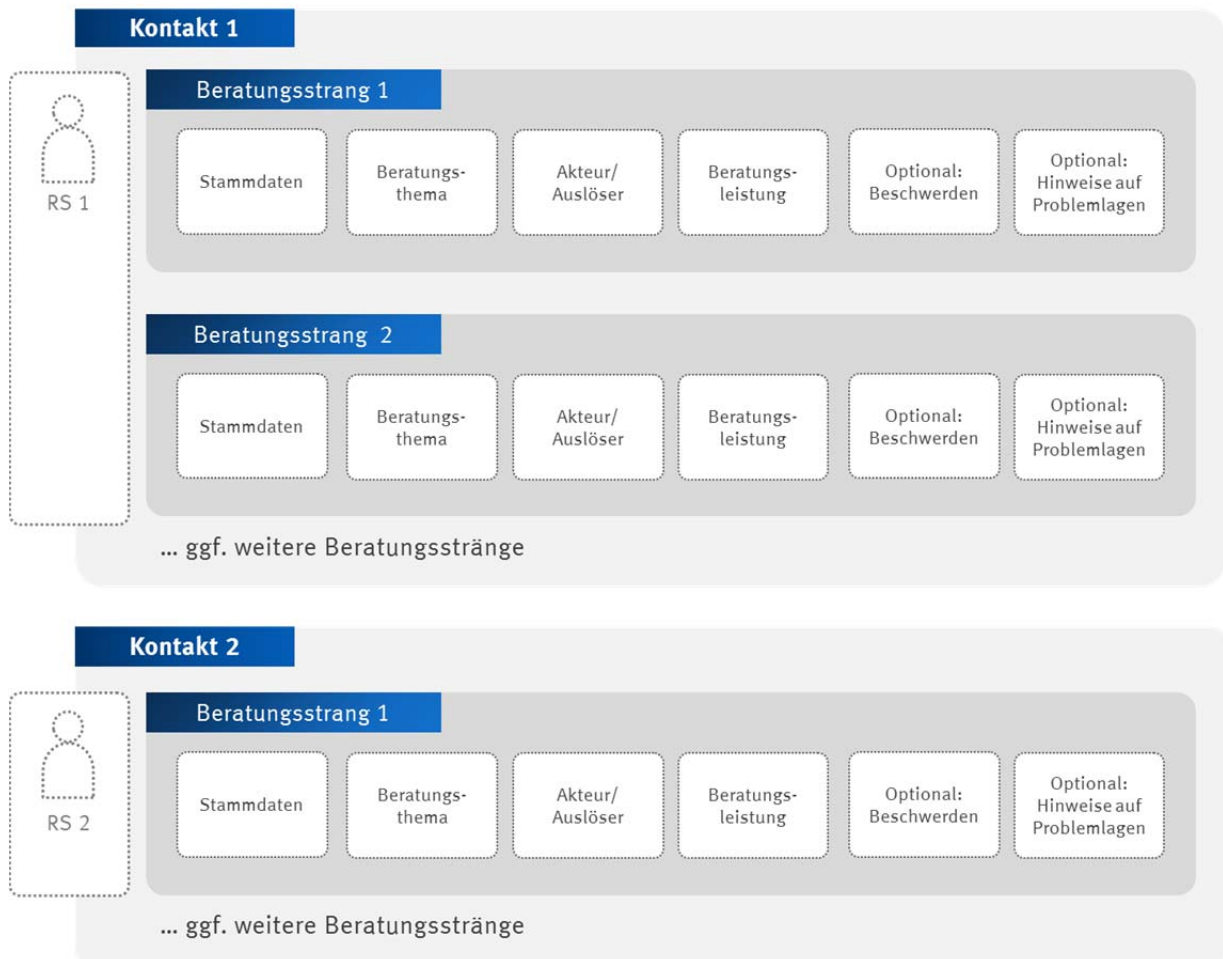 Kontakt 1
RS 1
Beratungsstrang 1
Stammdaten
Beratungs-
thema
Akteur/
Auslöser
Beratungs-
leistung
Optional:
Beschwerden
Optional:
Hinweise auf
Problemlagen
Beratungsstrang 2
Stammdaten
Beratungs-
thema
Akteur/
Auslöser
Beratungs-
leistung
Optional:
Beschwerden
Optional:
Hinweise auf
Problemlagen
... ggf. weitere Beratungsstränge
Kontakt 2
RS 2
Beratungsstrang 1
Stammdaten
Beratungs-
thema
Akteur/
Auslöser
Beratungs-
leistung
Optional:
Beschwerden
Optional:
Hinweise auf
Problemlagen
... ggf. weitere Beratungsstränge